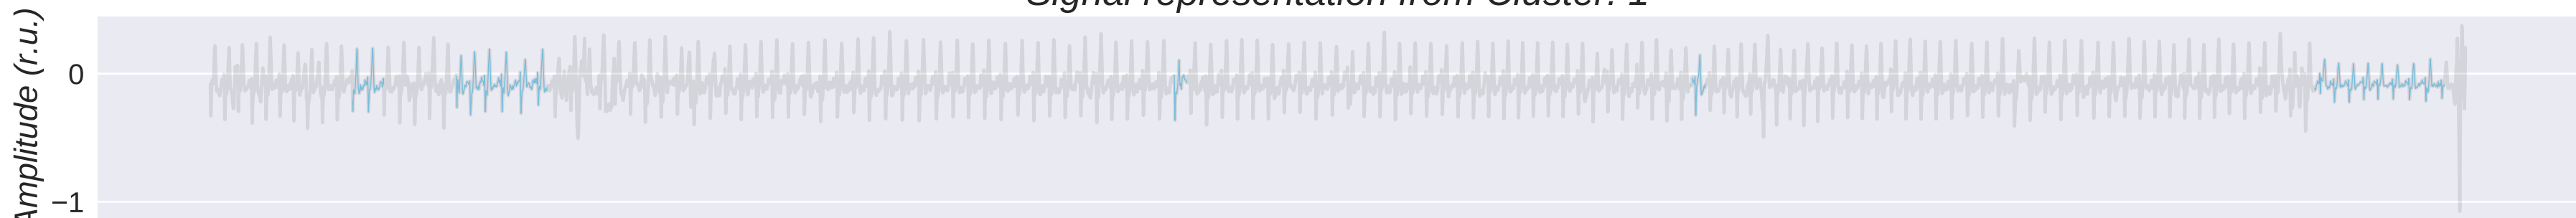 Signal representation from Cluster: 1
Amplitude (r.u.)
0
−1